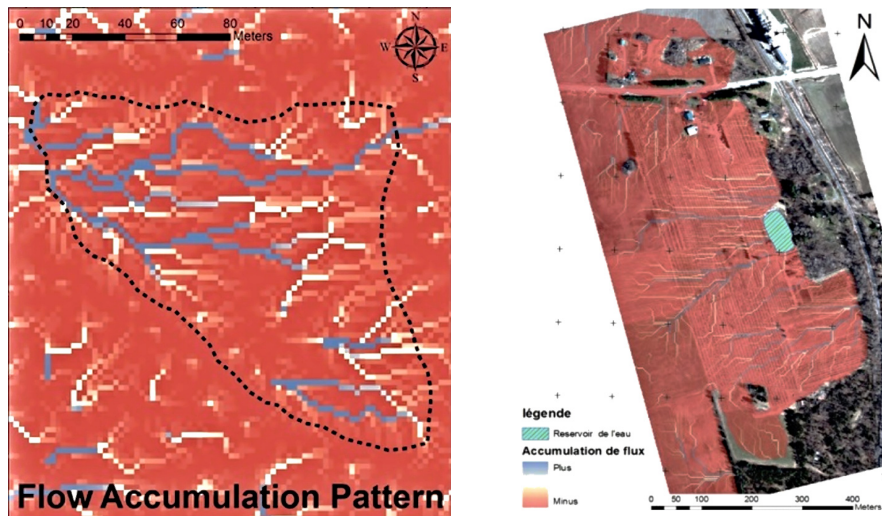 0 10 20 40 60 80
Meters
N
W E
S
Flow Accumulation Pattern
N
légende
Reservoir de l'eau
Accumulation de flux
Plus
Minus
0 50 100 200 300 400
Meters